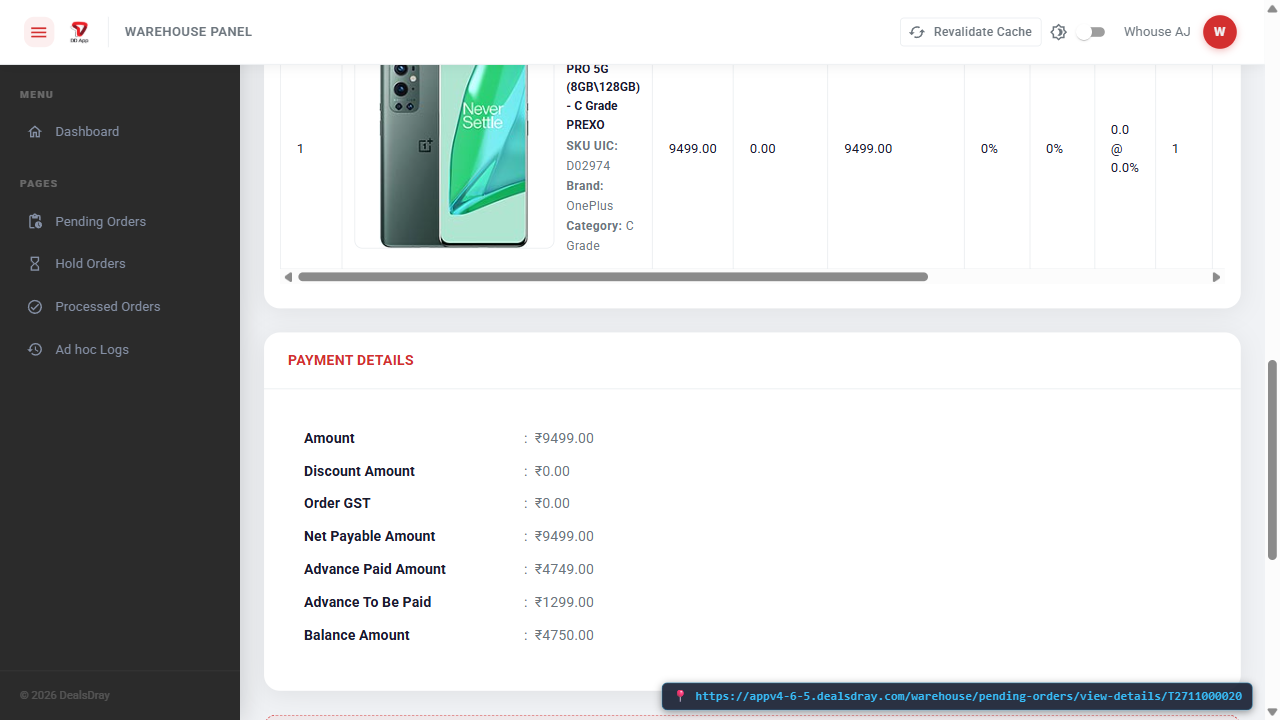 DD App
WAREHOUSE PANEL
Revalidate Cache
Whouse AJ
W
MENU
Dashboard
PAGES
Pending Orders
Hold Orders
Processed Orders
Ad hoc Logs
© 2026 DealsDray
1
Never
Settle
PRO 5G
(8GB\128GB)
- C Grade
PREXO
SKU UIC:
D02974
Brand:
OnePlus
Category: C
Grade
9499.00
0.00
9499.00
0%
0%
0.0
@
0.0%
1
PAYMENT DETAILS
Amount : ₹9499.00
Discount Amount : ₹0.00
Order GST : ₹0.00
Net Payable Amount : ₹9499.00
Advance Paid Amount : ₹4749.00
Advance To Be Paid : ₹1299.00
Balance Amount : ₹4750.00
https://appv4-6-5.dealsdray.com/warehouse/pending-orders/view-details/T2711000020